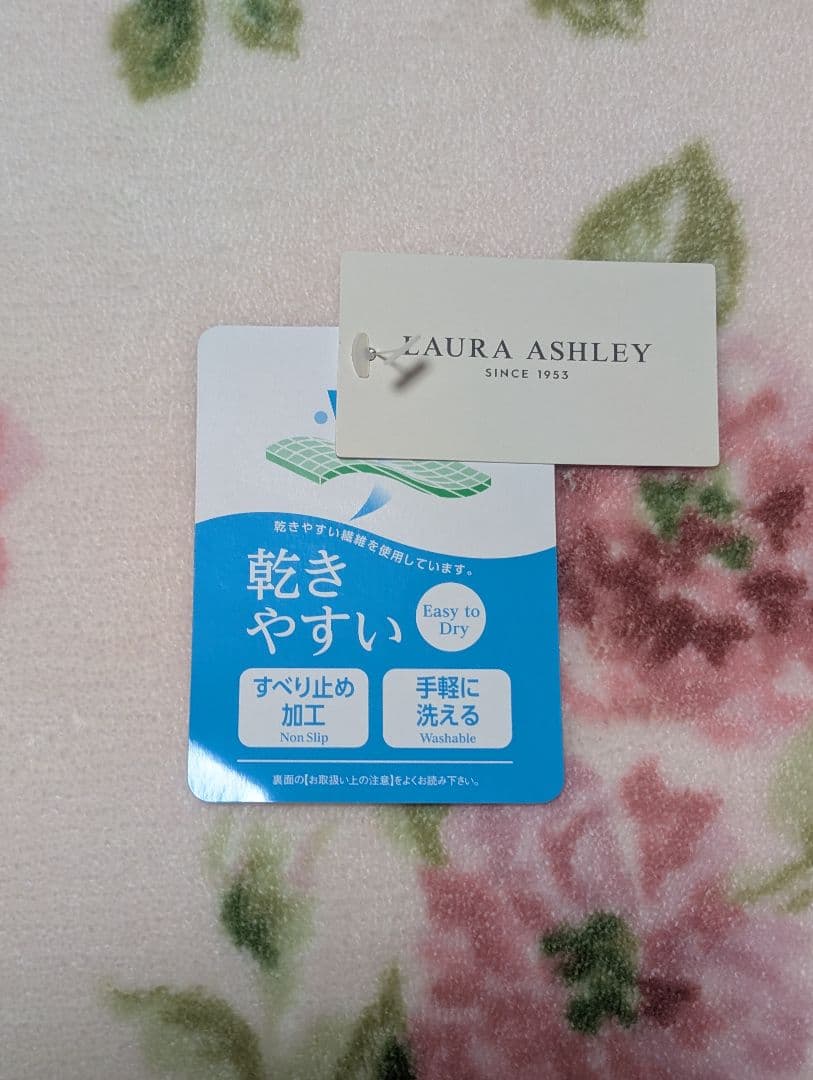 LAURA ASHLEY
SINCE 1953
乾きやすい繊維を使用しています。
乾き
やすい
Easy to
Dry
すべり止め
加工
Non Slip
手軽に
洗える
Washable
裏面の【お取扱い上の注意】をよくお読み下さい。